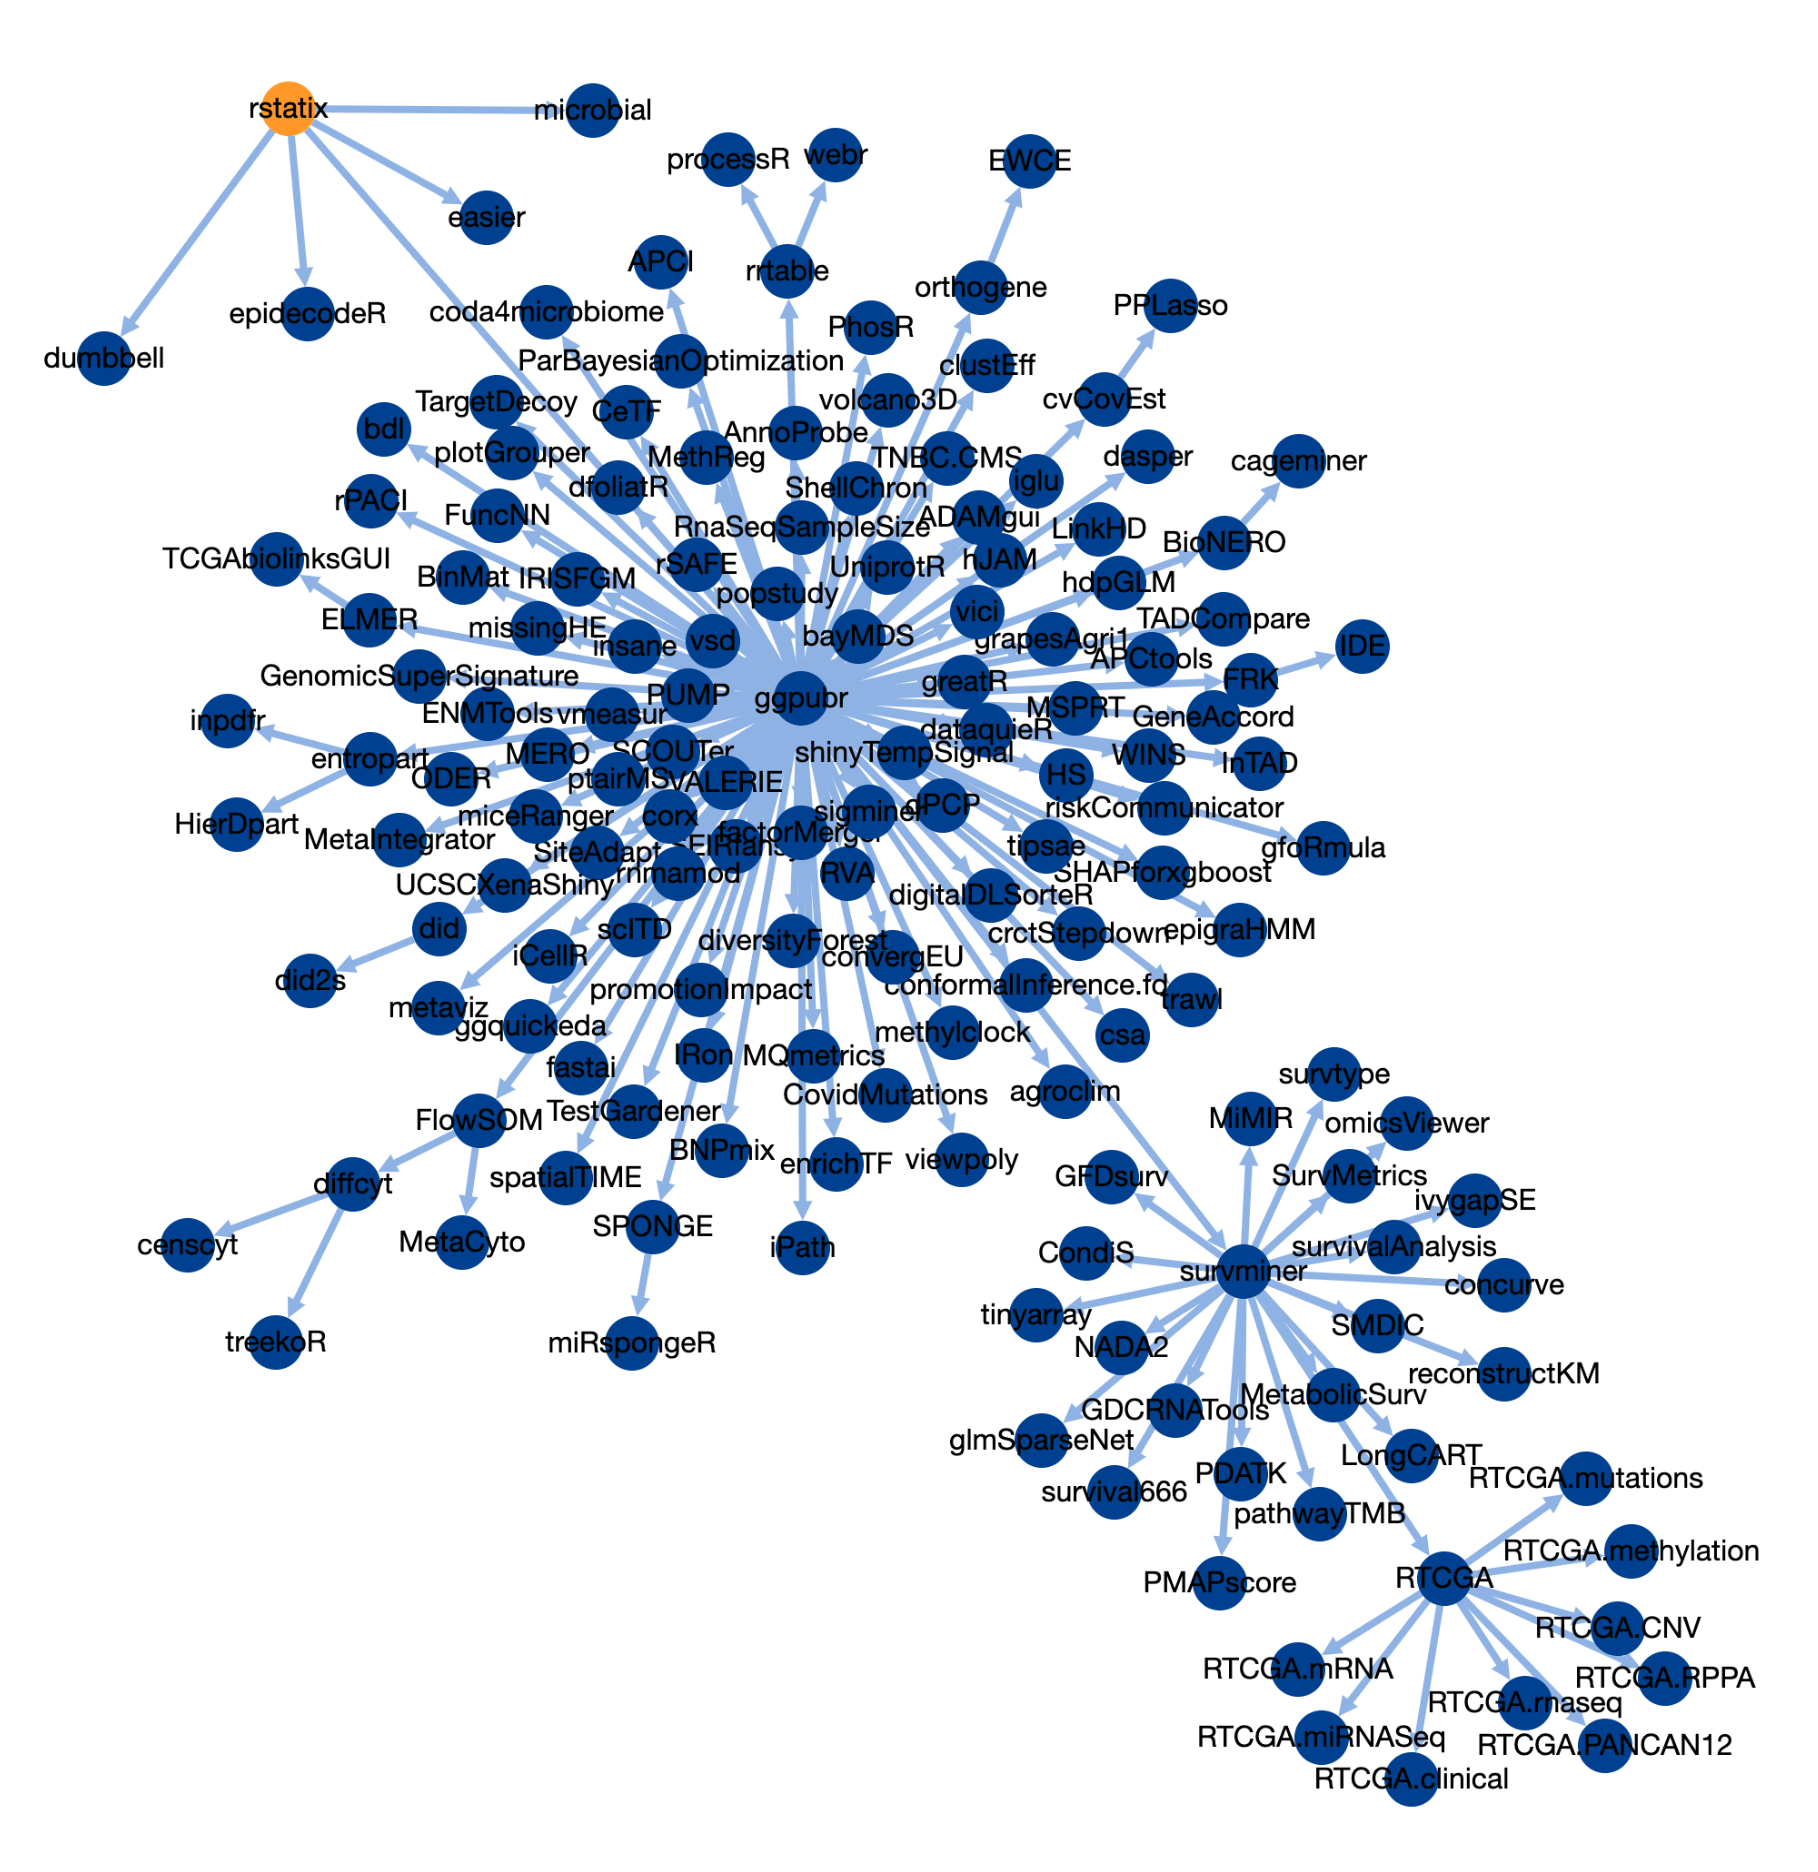 rstatix
microbial
processR
webr
EWCE
easier
APCI
rrtable
orthogene
epidecodeR
coda4microbiome
PhosR
PPLasso
dumbbell
ParBayesianOptimization
clustEff
TargetDecoy
CeTF
volcano3D
cvCovEst
bdl
AnnoProbe
plotGrouper
MethReg
TNBC.CMS
dasper
cageminer
rPACI
dfoliatR
ShellChron
iglu
FuncNN
RnaSeqSampleSize
ADAMgui
LinkHD
BioNERO
TCGAbiolinksGUI
BinMat
IRISFGM
rSAFE
UniprotR
hJAM
hdpGLM
popstudy
ELMER
missingHE
insane
vsd
bayMDS
vici
grapesAgri1
TADCompare
IDE
GenomicSuperSignature
PUMP
ggpubr
greatR
APCtools
FRK
inpdfr
ENMTools
vmeasur
dataquieR
MSPRT
GeneAccord
entropart
ODER
MERO
SCOUTer
ptairMS
VALERIE
shinyTempSignal
HS
WINS
InTAD
HierDpart
MetaIntegrator
miceRanger
corx
factorMerger
sigminer
dPCP
riskCommunicator
SiteAdapt
tipsae
gfoRmula
UCSCXenaShiny
rrimamod
RVA
digitalDLSorteR
SHAPforxgboost
did
scITD
diversityForest
convergEU
crctStepdown
epigraHMM
did2s
iCellR
promotionImpact
conformalInference.fd
trawl
metaviz
ggquickeda
methylclock
csa
fastai
IRon
MQmetrics
CovidMutations
agroclim
survtype
FlowSOM
TestGardener
MiMIR
omicsViewer
diffcyt
spatialTIME
BNPmix
enrichTF
viewpoly
GFDsurv
SurvMetrics
ivygapSE
censcyt
MetaCyto
SPONGE
iPath
CondiS
survminer
survivalAnalysis
concurve
treekoR
miRspongeR
tinyarray
NADA2
SMDIC
reconstructKM
glmSparseNet
GDCRNATools
MetabolicSurv
LongCART
survival666
PDATK
pathwayTMB
RTCGA.mutations
PMAPscore
RTCGA
RTCGA.methylation
RTCGA.CNV
RTCGA.mRNA
RTCGA.RPPA
RTCGA.rnaseq
RTCGA.miRNASeq
RTCGA.PANCAN12
RTCGA.clinical